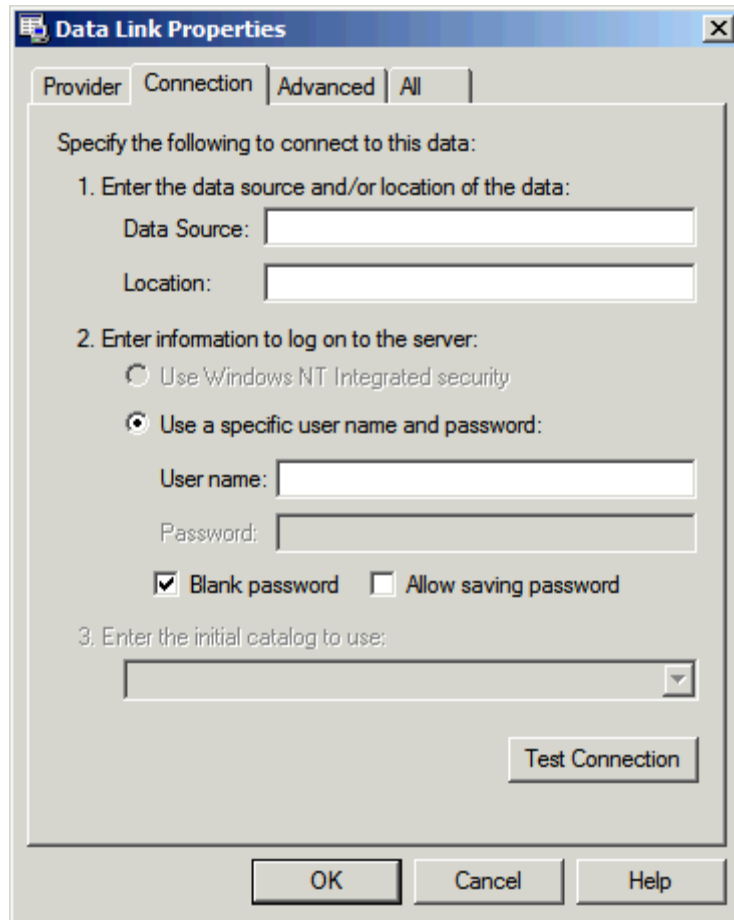 Data Link Properties
Provider Connection Advanced All
Specify the following to connect to this data:
1. Enter the data source and/or location of the data:
Data Source:
Location:
2. Enter information to log on to the server:
Use Windows NT Integrated security
Use a specific user name and password:
User name:
Password:
Blank password Allow saving password
3. Enter the initial catalog to use:
Test Connection
OK Cancel Help